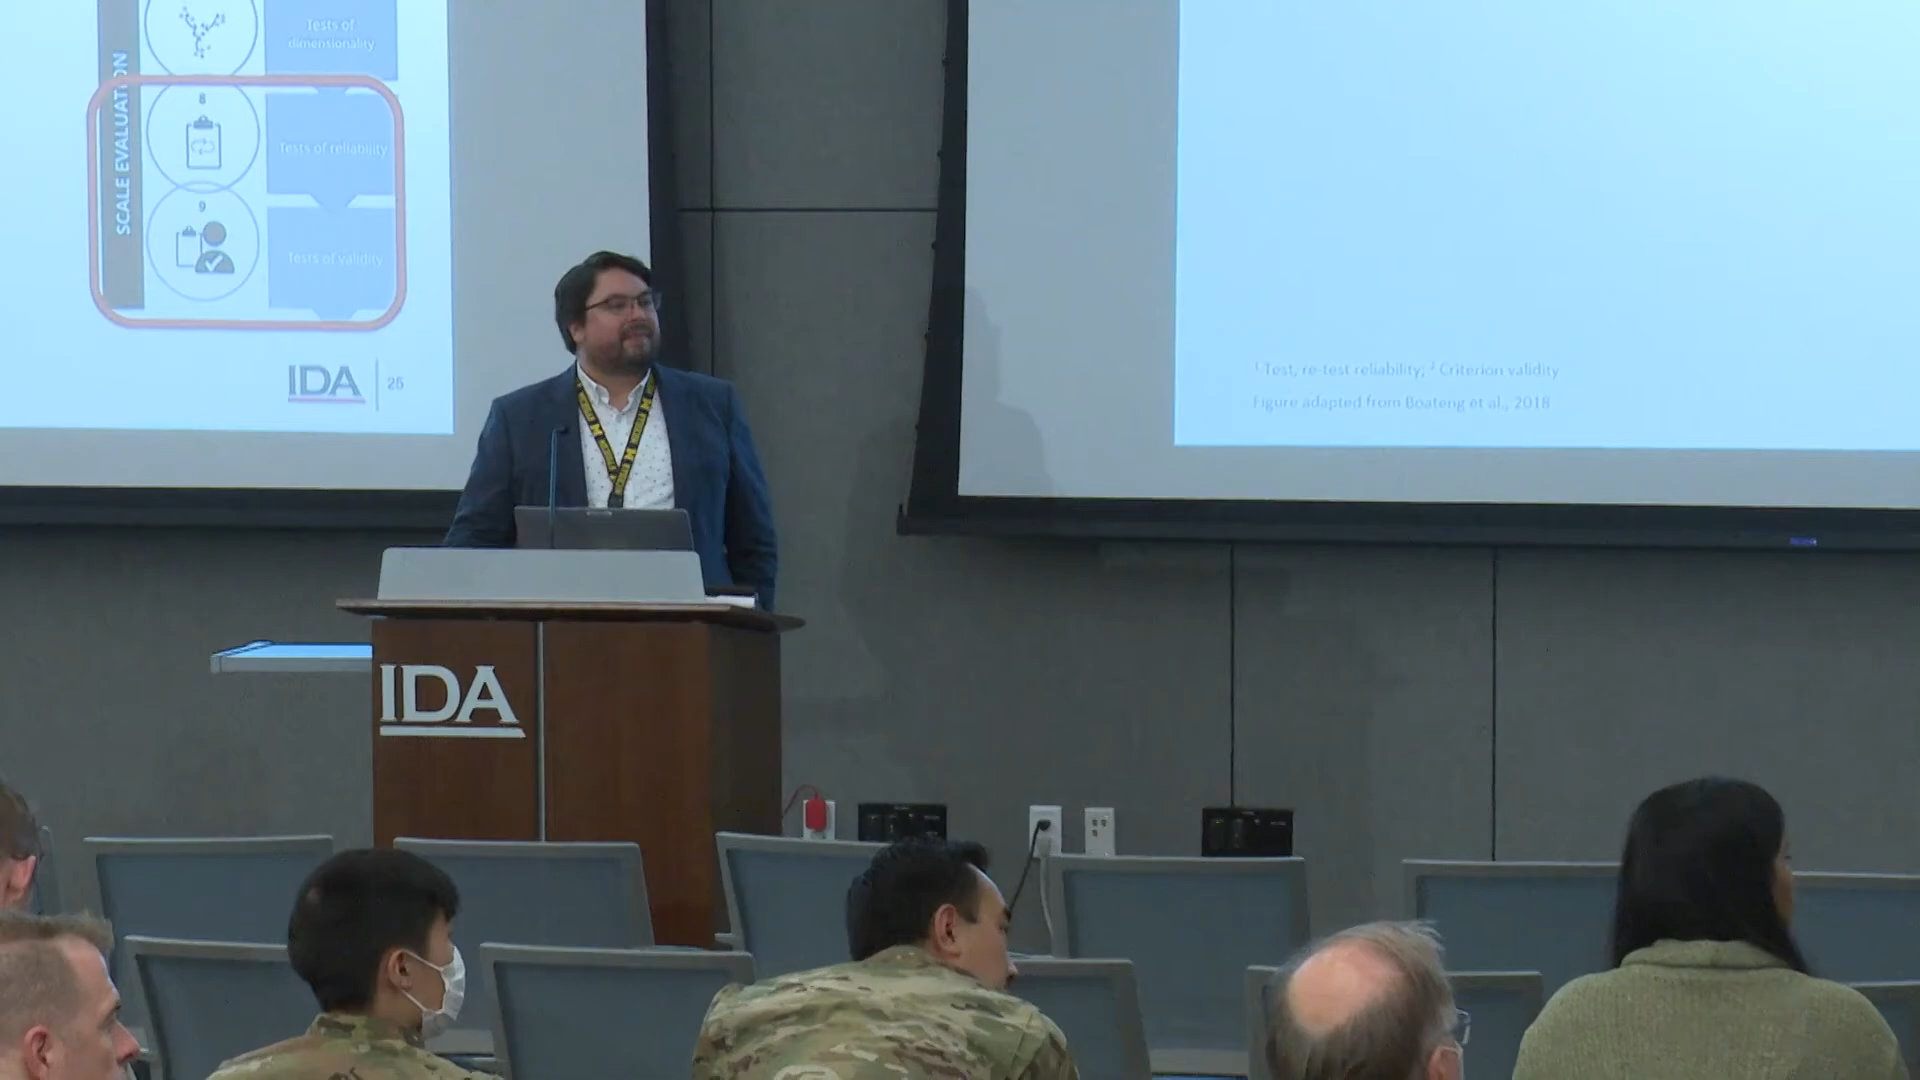 Tests of
dimensionality
SCALE EVALUATION
8
Tests of reliability
9
Tests of validity
IDA
25
¹ Test, re-test reliability; ² Criterion validity
Figure adapted from Boateng et al., 2018
IDA